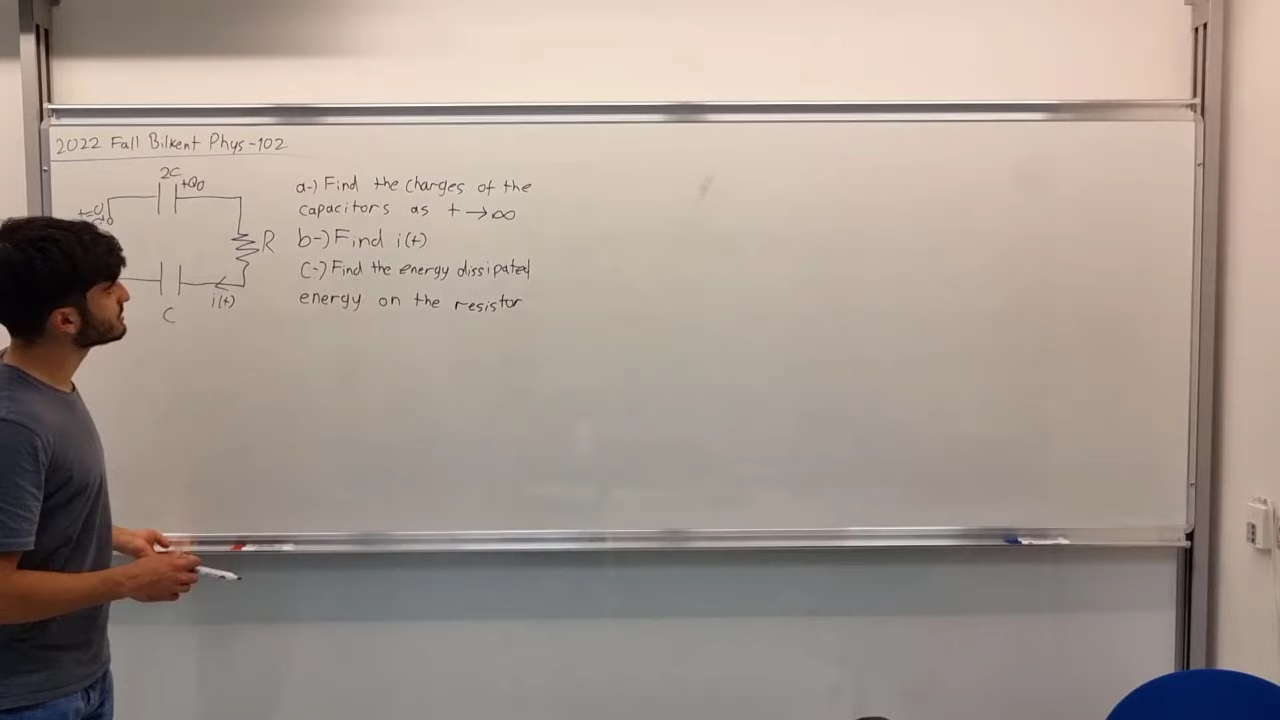 2022 Fall Bilkent Phys-102
2C
+Q0
t=0
R
i(t)
C
a-) Find the charges of the
capacitors as t → ∞
b-) Find i(t)
c-) Find the energy dissipated
energy on the resistor